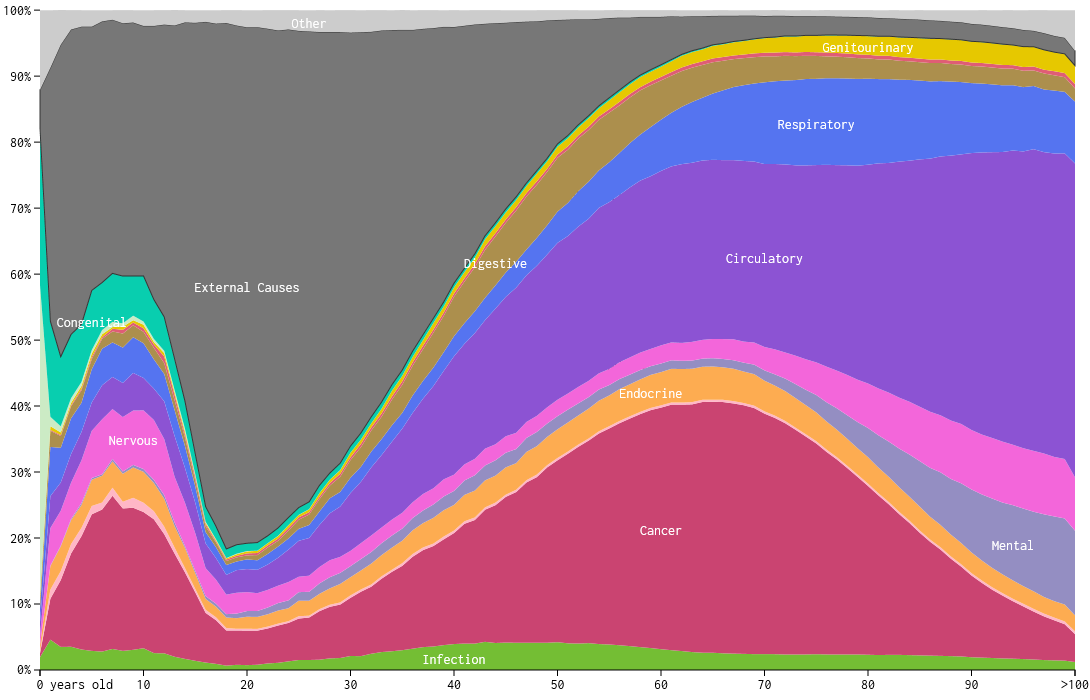 100%
Other
Genitourinary
90%
80%
Respiratory
70%
60%
Circulatory
Digestive
External Causes
50%
Congenital
40%
Endocrine
Nervous
30%
20%
Cancer
Mental
10%
Infection
0%
0 years old 10 20 30 40 50 60 70 80 90 >100